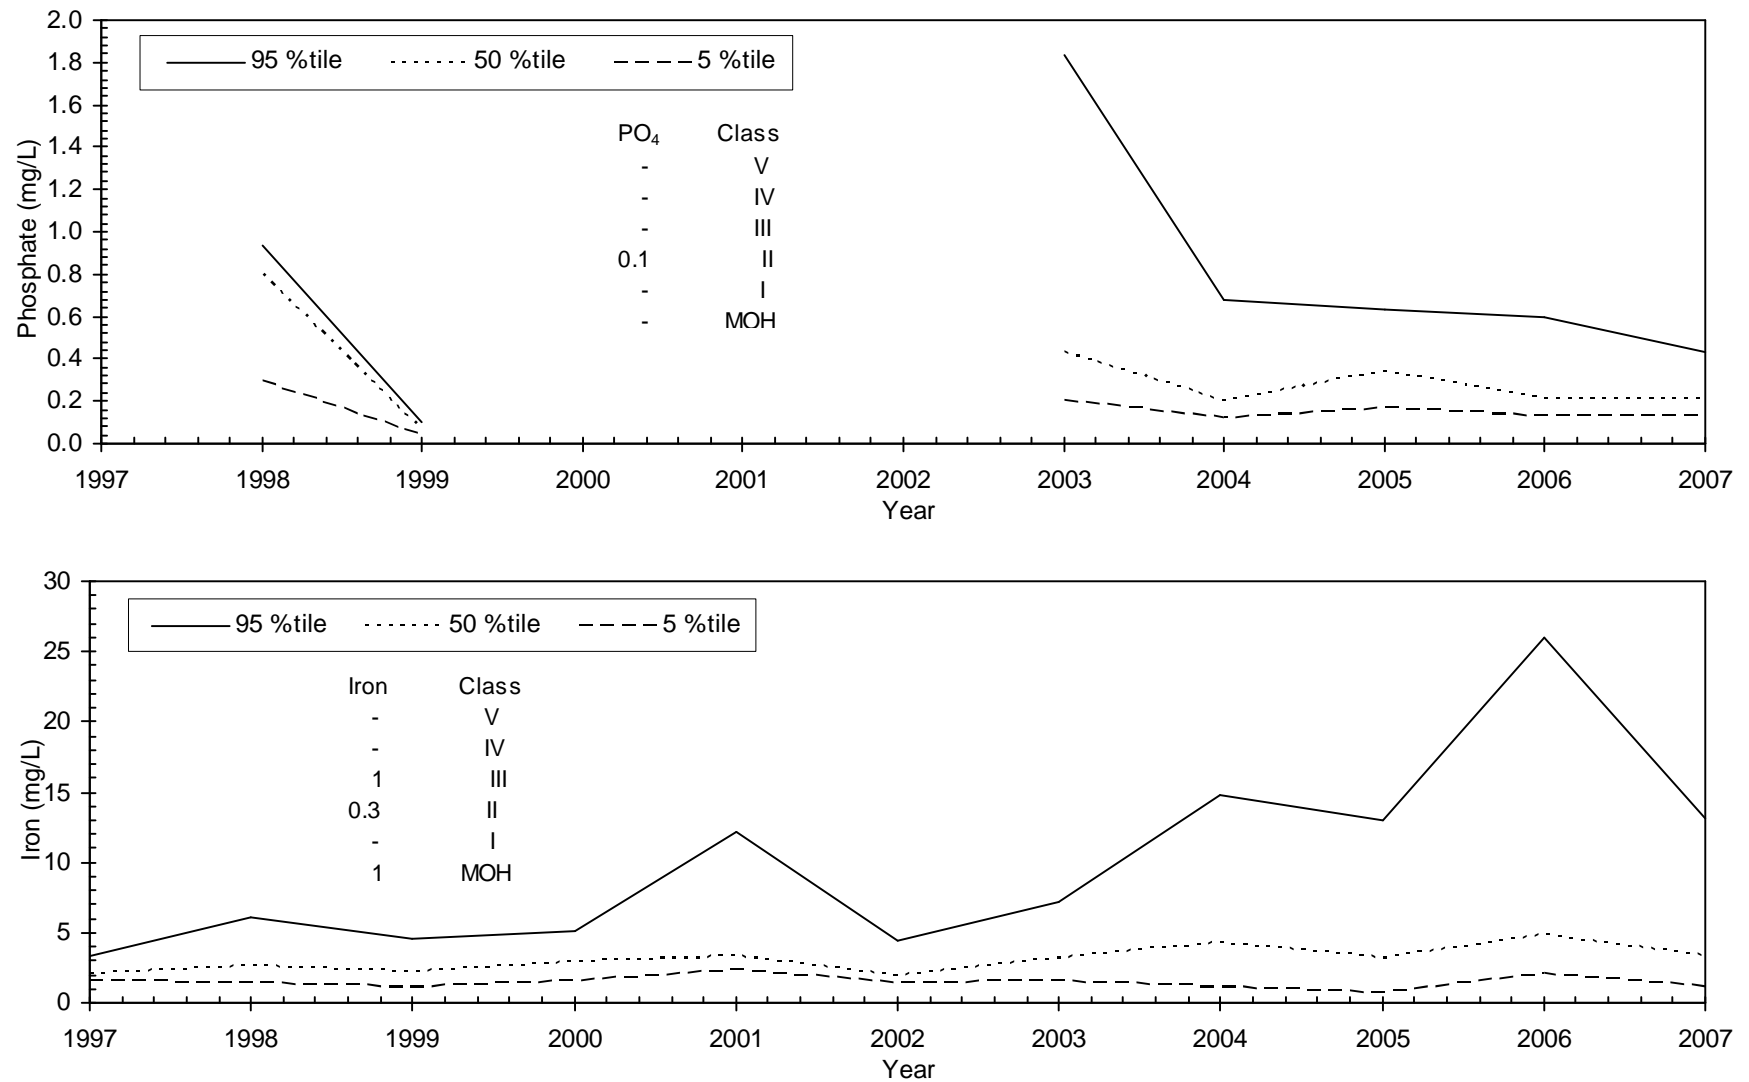 2.0
95 %tile 50 %tile 5 %tile
1.8
1.6
1.4
1.2
1.0
0.8
0.6
0.4
0.2
0.0
Phosphate (mg/L)
PO₄ Class
- V
- IV
- III
0.1 II
- I
- MOH
1997 1998 1999 2000 2001 2002 2003 2004 2005 2006 2007
Year
30
95 %tile 50 %tile 5 %tile
25
20
15
10
5
0
Iron (mg/L)
Iron Class
- V
- IV
1 III
0.3 II
- I
1 MOH
1997 1998 1999 2000 2001 2002 2003 2004 2005 2006 2007
Year